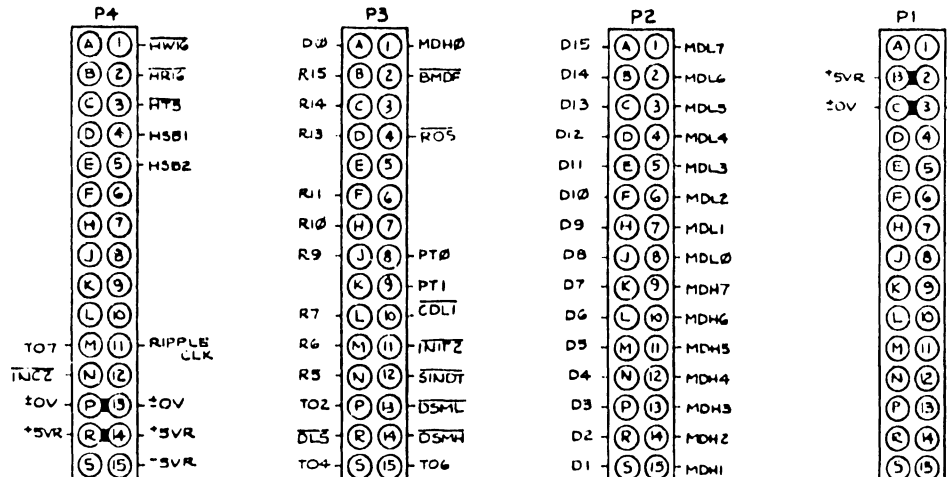 P4 P3 P2 P1
A 1 HW16 DØ A 1 MDHØ D15 A 1 MDL7 A 1
B 2 HR16 R15 B 2 BMDF D14 B 2 MDL6 +5VR B 2
C 3 HT5 R14 C 3 D13 C 3 MDL5 ±0V C 3
D 4 HSB1 R13 D 4 ROS D12 D 4 MDL4 D 4
E 5 HSB2 E 5 D11 E 5 MDL3 E 5
F 6 R11 F 6 D1Ø F 6 MDL2 F 6
H 7 R1Ø H 7 D9 H 7 MDL1 H 7
J 8 R9 J 8 PTØ D8 J 8 MDLØ J 8
K 9 K 9 PT1 D7 K 9 MDH7 K 9
L 10 R7 L 10 CDL1 D6 L 10 MDH6 L 10
TO7 M 11 RIPPLE CLK R6 M 11 INIPZ D5 M 11 MDH5 M 11
INCZ N 12 R5 N 12 SINDT D4 N 12 MDH4 N 12
±0V P 13 ±0V TO2 P 13 DSML D3 P 13 MDH3 P 13
+5VR R 14 +5VR DLS R 14 DSMH D2 R 14 MDH2 R 14
S 15 -5VR TO4 S 15 TO6 D1 S 15 MDH1 S 15